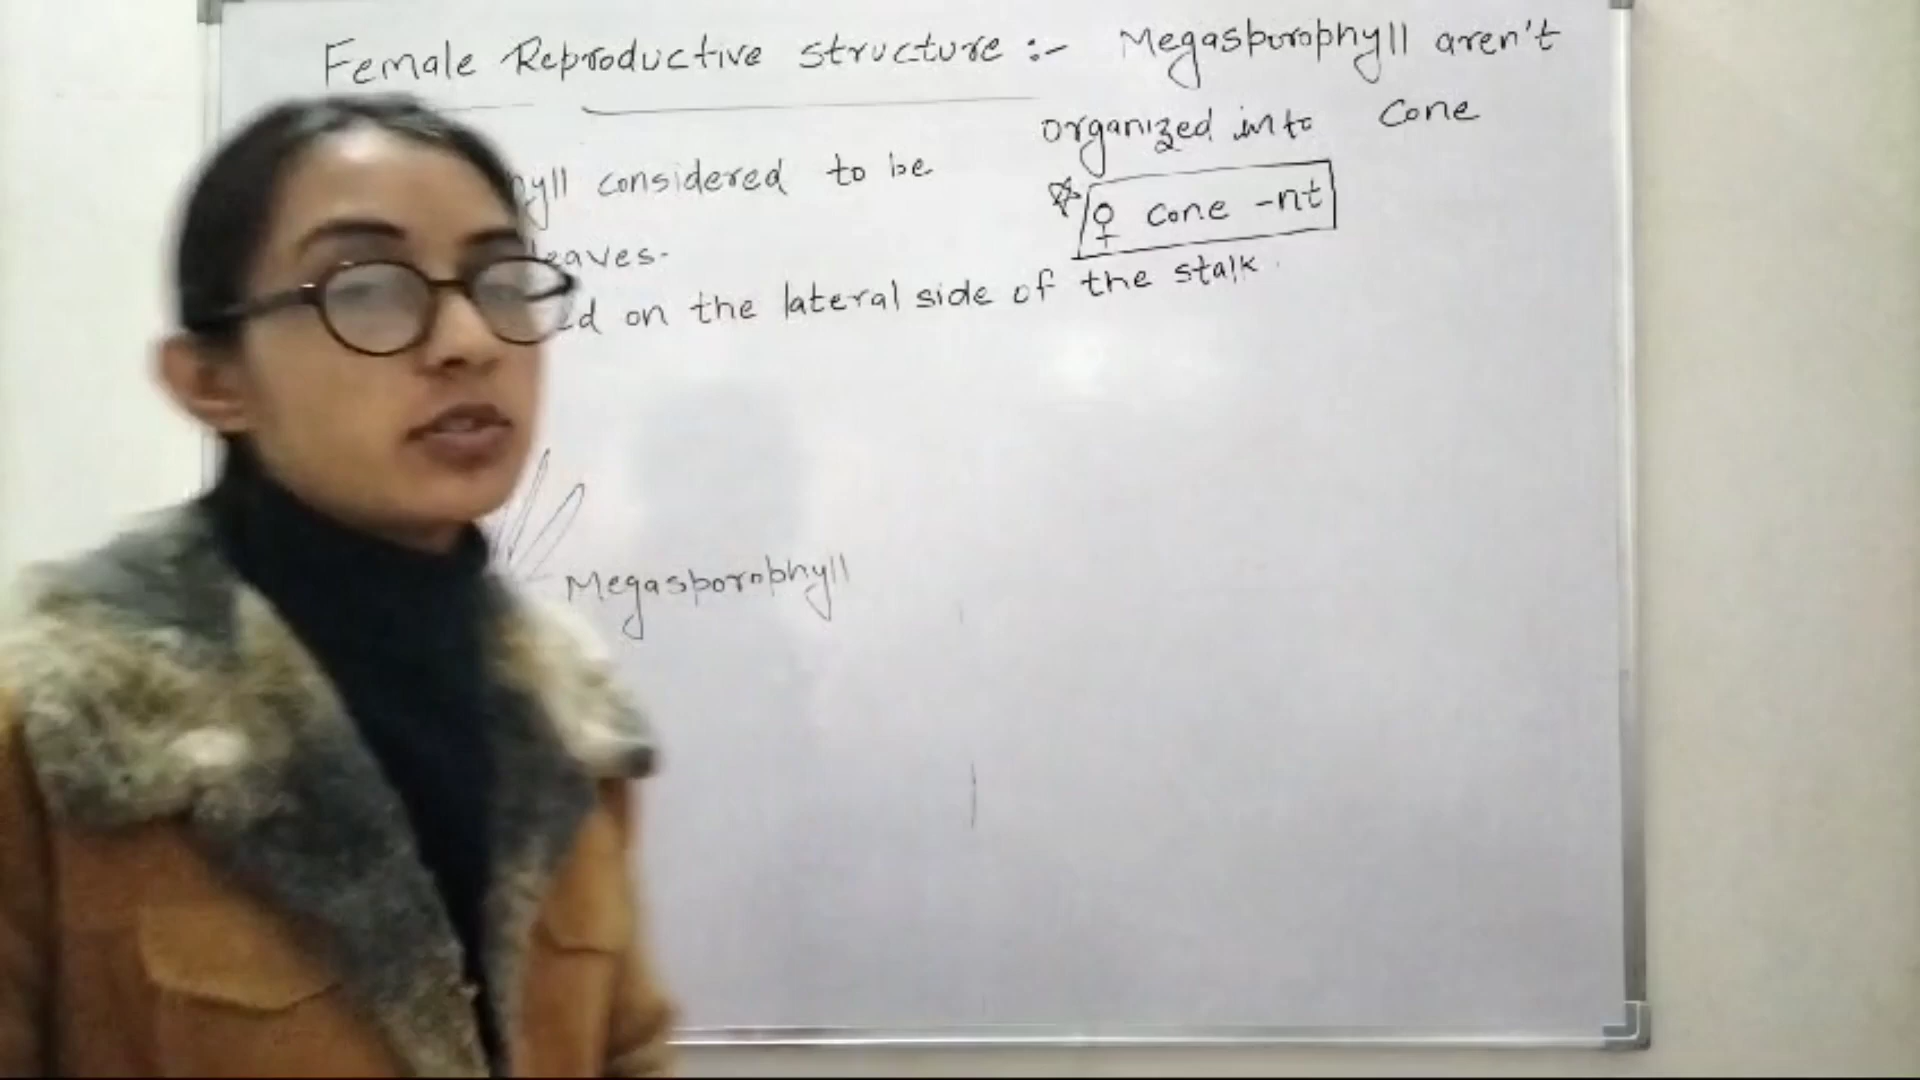 Female Reproductive structure :- Megasporophyll aren't
organized into Cone
considered to be
♀ cone -nt
leaves.
on the lateral side of the stalk.
Megasporophyll